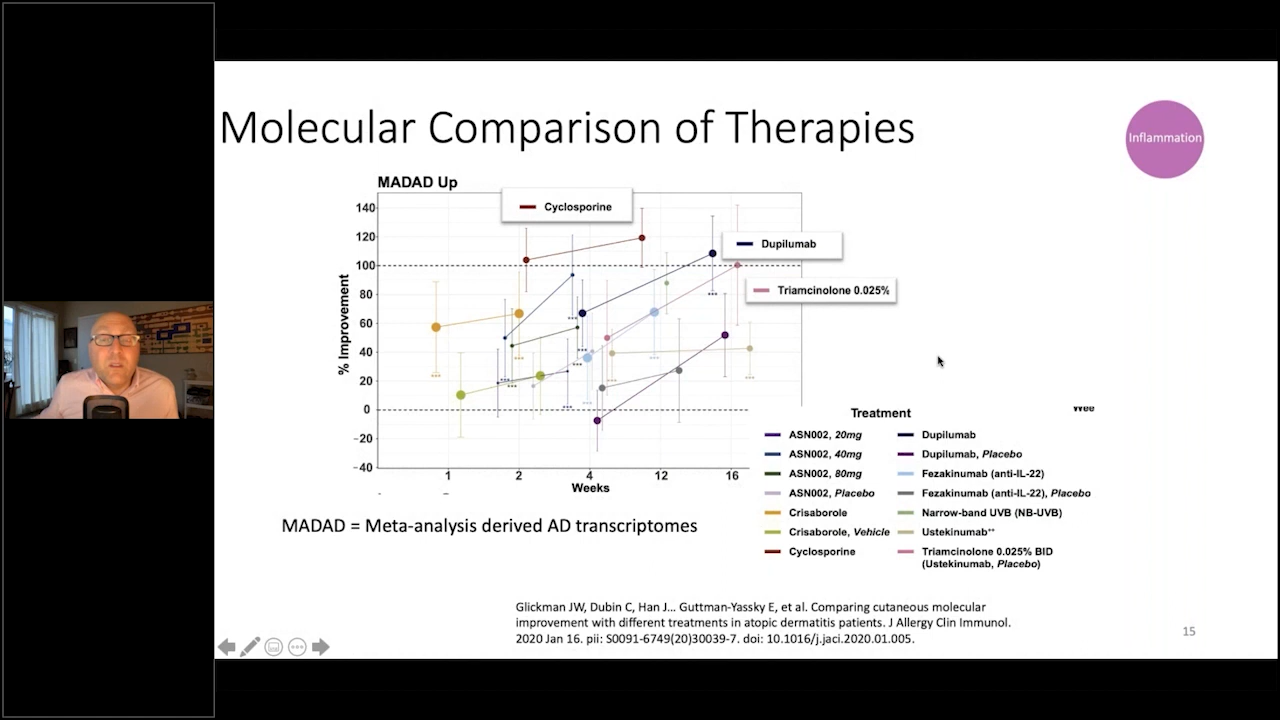 Molecular Comparison of Therapies
Inflammation
MADAD Up
Cyclosporine
Dupilumab
Triamcinolone 0.025%
% Improvement
140
120
100
80
60
40
20
0
−20
−40
1 2 4 12 16
Weeks
Treatment
ASN002, 20mg
ASN002, 40mg
ASN002, 80mg
ASN002, Placebo
Crisaborole
Crisaborole, Vehicle
Cyclosporine
Dupilumab
Dupilumab, Placebo
Fezakinumab (anti-IL-22)
Fezakinumab (anti-IL-22), Placebo
Narrow-band UVB (NB-UVB)
Ustekinumab**
Triamcinolone 0.025% BID
(Ustekinumab, Placebo)
MADAD = Meta-analysis derived AD transcriptomes
Glickman JW, Dubin C, Han J... Guttman-Yassky E, et al. Comparing cutaneous molecular
improvement with different treatments in atopic dermatitis patients. J Allergy Clin Immunol.
2020 Jan 16. pii: S0091-6749(20)30039-7. doi: 10.1016/j.jaci.2020.01.005.
15